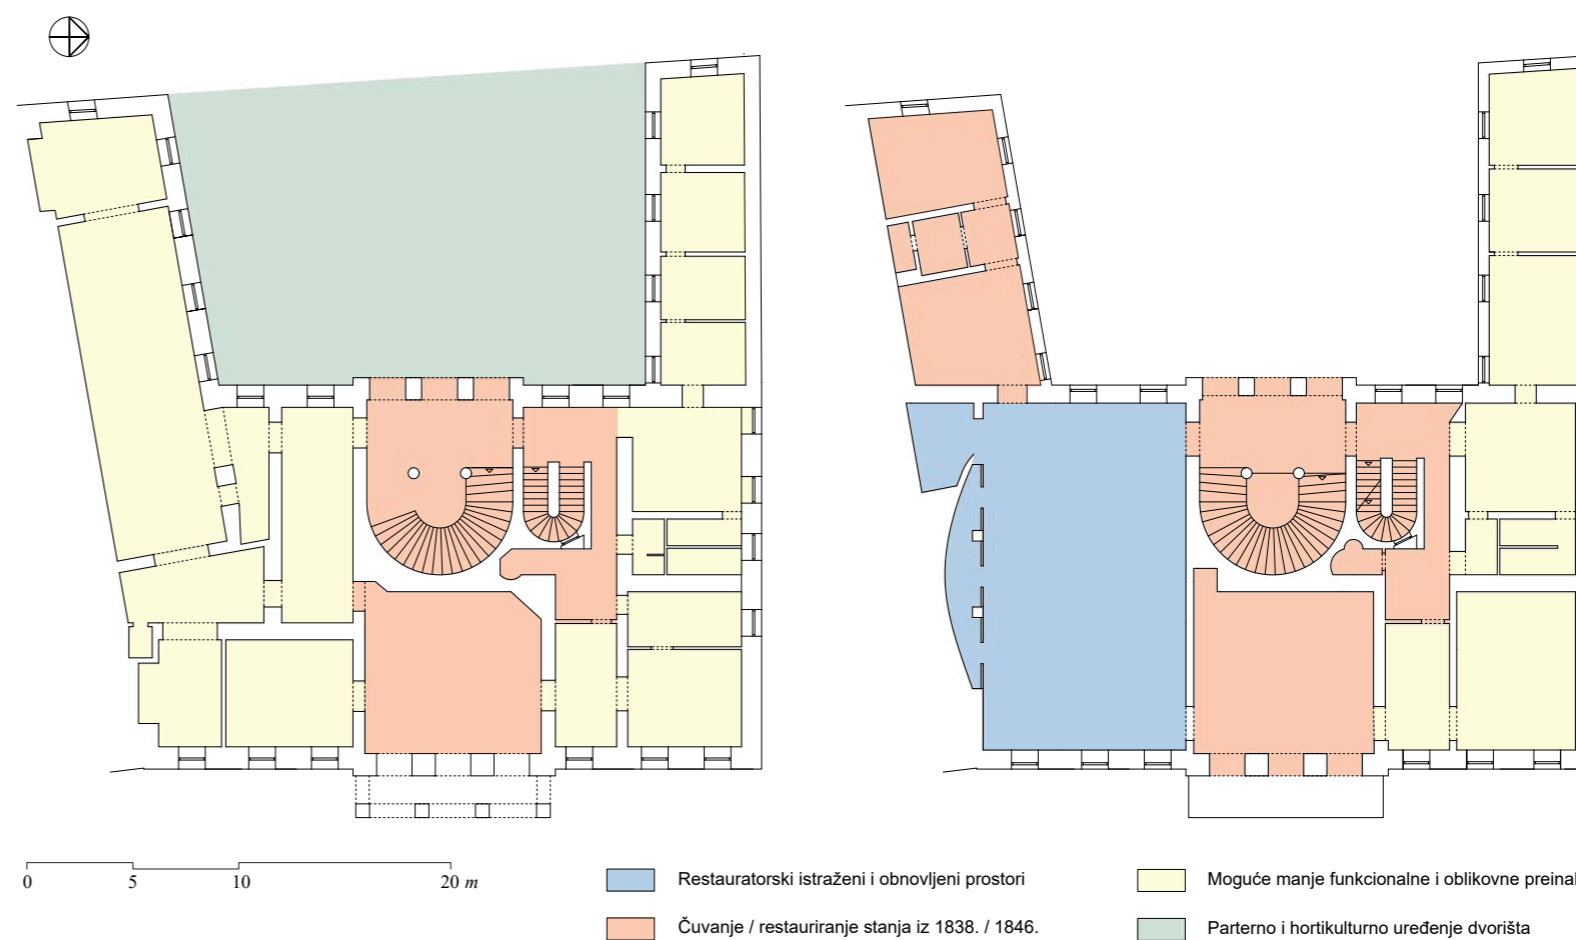 0 5 10 20 m
Restauratorski istraženi i obnovljeni prostori
Čuvanje / restauriranje stanja iz 1838. / 1846.
Moguće manje funkcionalne i oblikovne
Parterno i hortikulturno uređenje dvorišta